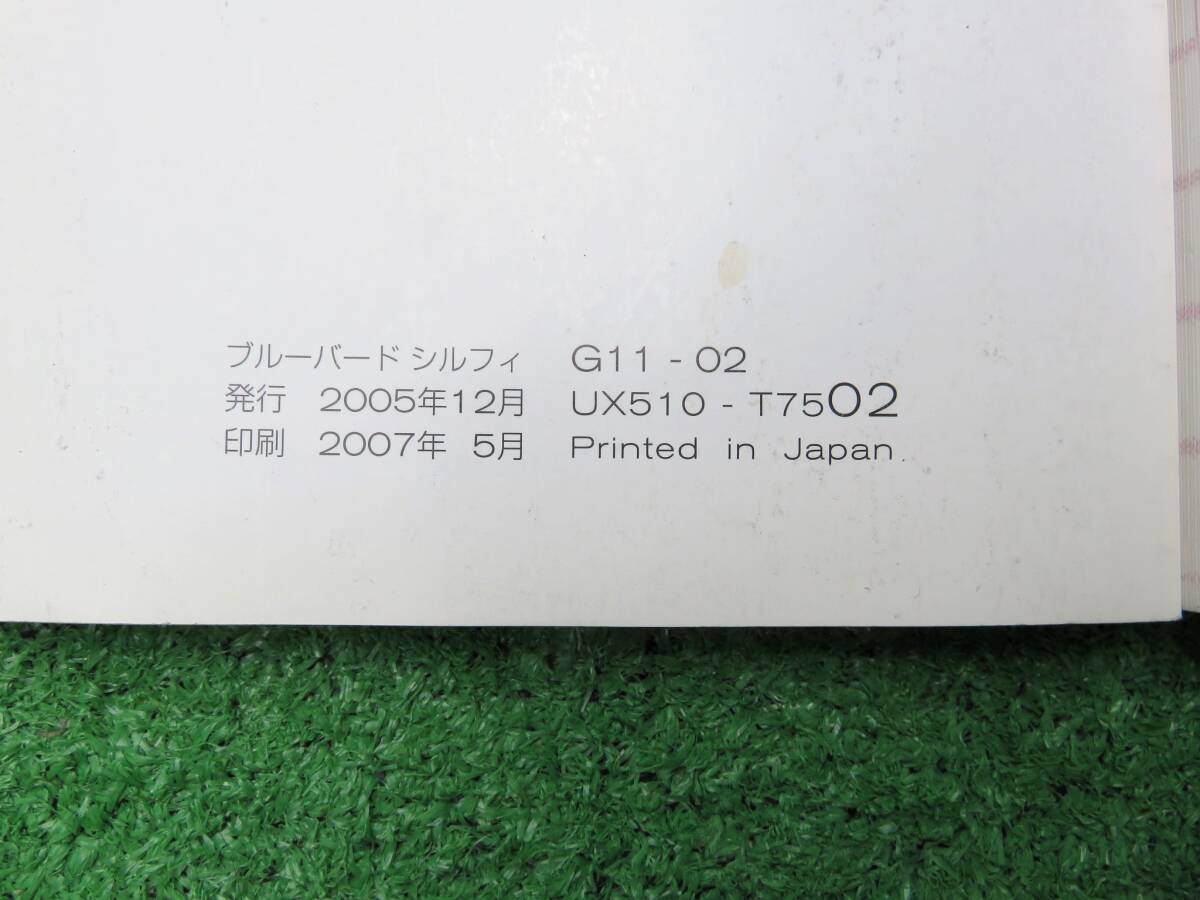 ブルーバード シルフィ G11 - 02
発行 2005年12月 UX510 - T7502
印刷 2007年 5月 Printed in Japan.